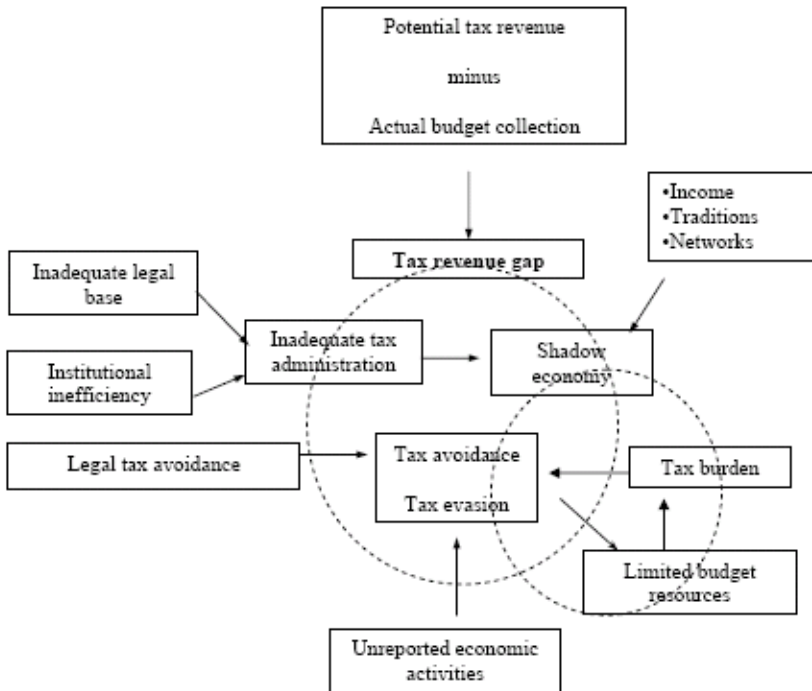 Potential tax revenue
minus
Actual budget collection
•Income
•Traditions
•Networks
Tax revenue gap
Inadequate legal
base
Inadequate tax
administration
Shadow
economy
Institutional
inefficiency
Legal tax avoidance
Tax avoidance
Tax evasion
Tax burden
Limited budget
resources
Unreported economic
activities